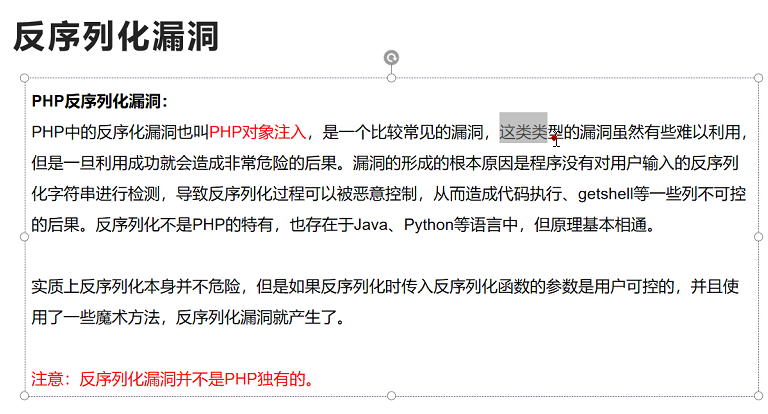 反序列化漏洞
PHP反序列化漏洞：
PHP中的反序化漏洞也叫PHP对象注入，是一个比较常见的漏洞，这类类型的漏洞虽然有些难以利用，
但是一旦利用成功就会造成非常危险的后果。漏洞的形成的根本原因是程序没有对用户输入的反序列
化字符串进行检测，导致反序列化过程可以被恶意控制，从而造成代码执行、getshell等一些列不可控
的后果。反序列化不是PHP的特有，也存在于Java、Python等语言中，但原理基本相通。
实质上反序列化本身并不危险，但是如果反序列化时传入反序列化函数的参数是用户可控的，并且使
用了一些魔术方法，反序列化漏洞就产生了。
注意：反序列化漏洞并不是PHP独有的。